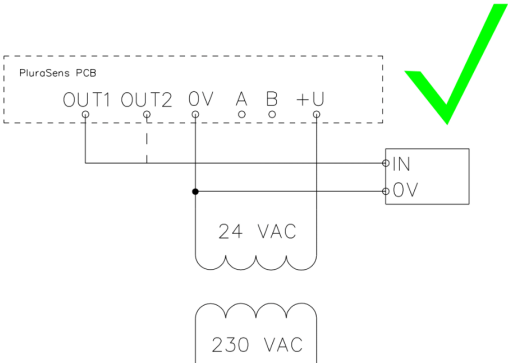 PluraSens PCB
OUT1 OUT2 0V A B +U
IN
0V
24 VAC
230 VAC